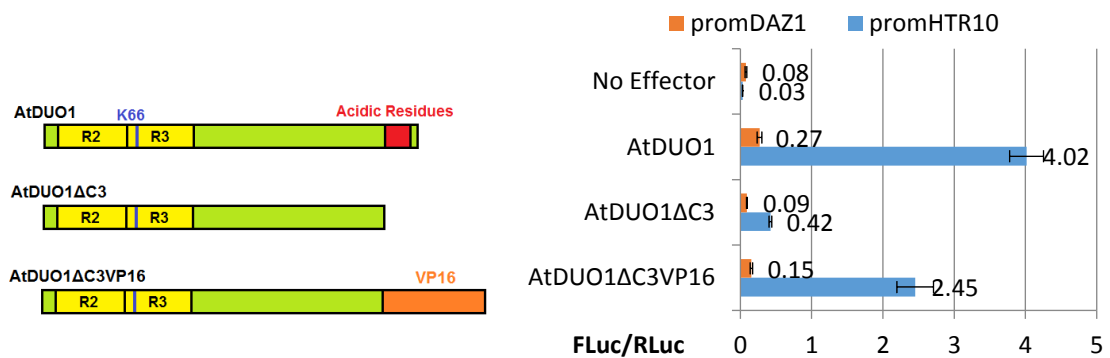 AtDUO1
K66
Acidic Residues
R2 R3
AtDUO1ΔC3
R2 R3
AtDUO1ΔC3VP16
VP16
R2 R3
promDAZ1 promHTR10
No Effector
0.08
0.03
AtDUO1
0.27
4.02
AtDUO1ΔC3
0.09
0.42
AtDUO1ΔC3VP16
0.15
2.45
FLuc/RLuc 0 1 2 3 4 5